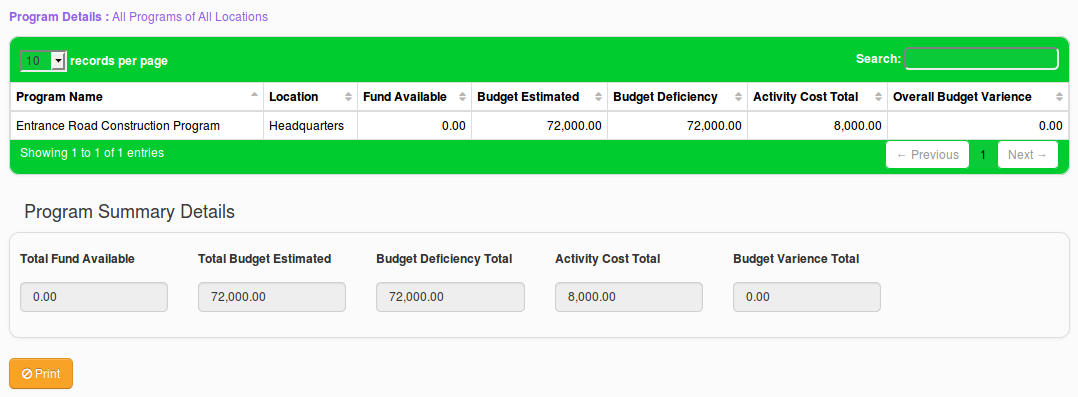 Program Details : All Programs of All Locations
10 records per page Search:
Program Name Location Fund Available Budget Estimated Budget Deficiency Activity Cost Total Overall Budget Varience
Entrance Road Construction Program Headquarters 0.00 72,000.00 72,000.00 8,000.00 0.00
Showing 1 to 1 of 1 entries ← Previous 1 Next →
Program Summary Details
Total Fund Available Total Budget Estimated Budget Deficiency Total Activity Cost Total Budget Varience Total
0.00 72,000.00 72,000.00 8,000.00 0.00
Print